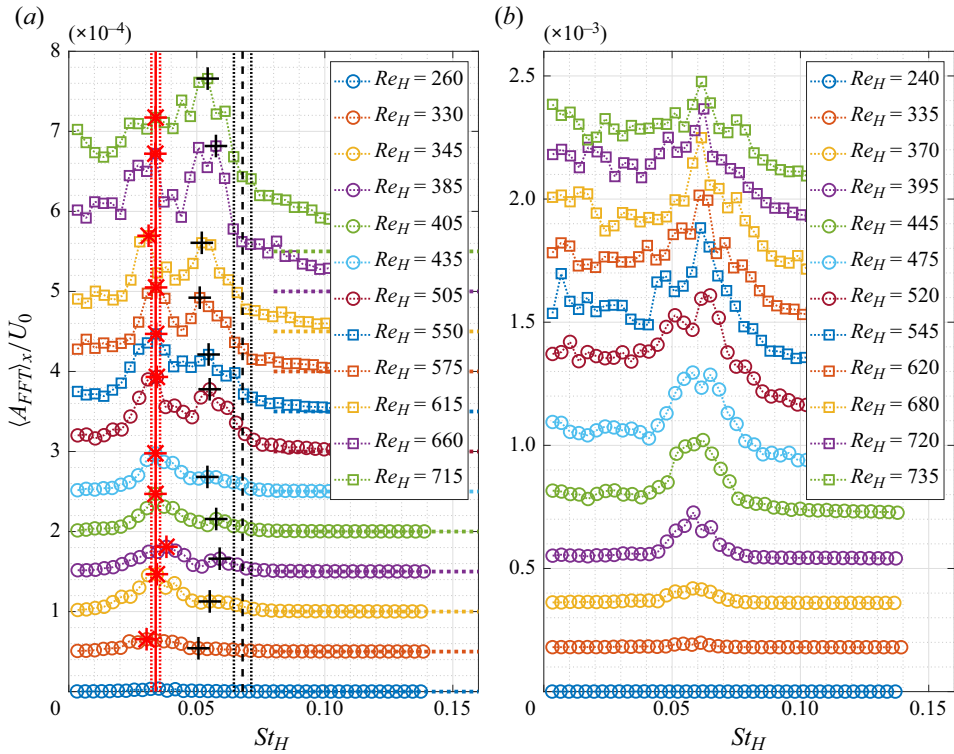 (a)
(b)
(×10⁻⁴)
(×10⁻³)
8
7
6
5
4
3
2
1
0
⟨A_FFT⟩ₓ/U₀
0.05
0.10
0.15
St_H
Re_H = 260
Re_H = 330
Re_H = 345
Re_H = 385
Re_H = 405
Re_H = 435
Re_H = 505
Re_H = 550
Re_H = 575
Re_H = 615
Re_H = 660
Re_H = 715
2.5
2.0
1.5
1.0
0.5
0
0.05
0.10
0.15
St_H
Re_H = 240
Re_H = 335
Re_H = 370
Re_H = 395
Re_H = 445
Re_H = 475
Re_H = 520
Re_H = 545
Re_H = 620
Re_H = 680
Re_H = 720
Re_H = 735